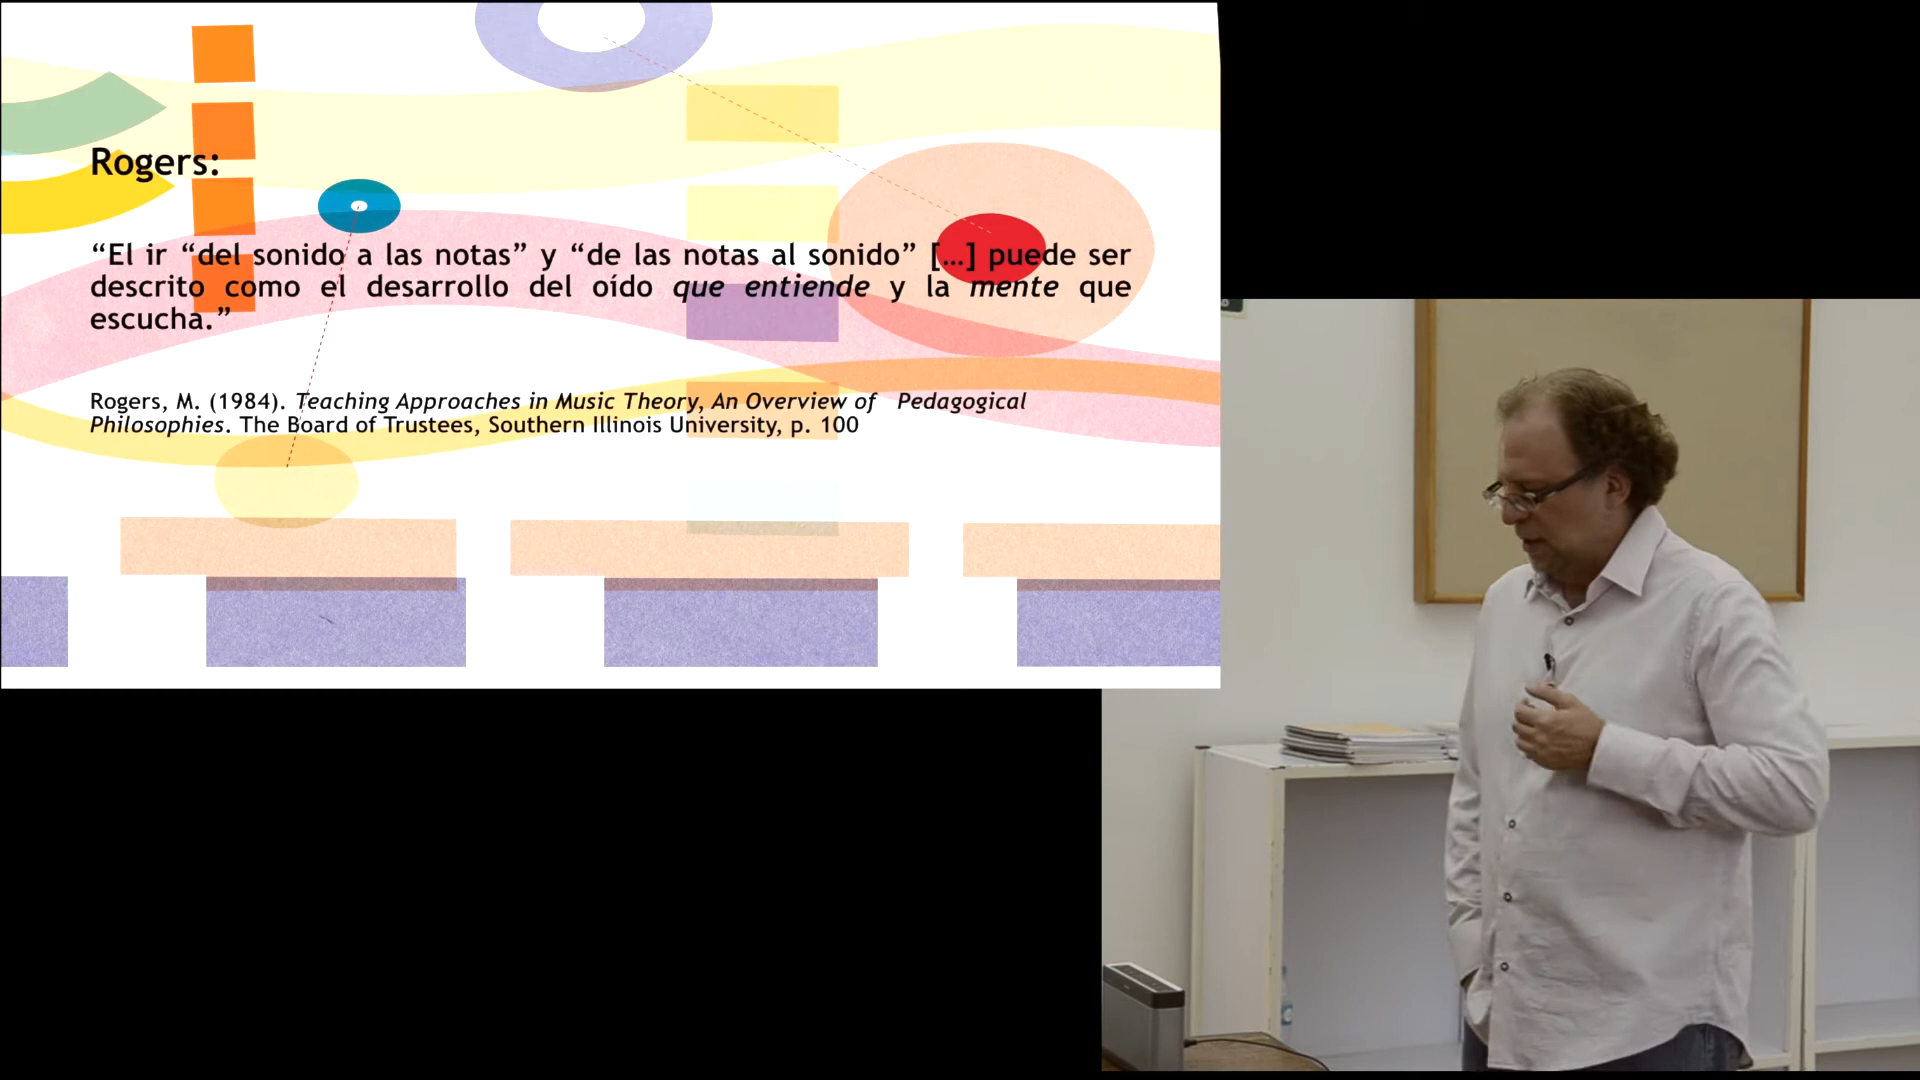 Rogers:
“El ir “del sonido a las notas” y “de las notas al sonido” [...] puede ser
descrito como el desarrollo del oído que entiende y la mente que
escucha.”
Rogers, M. (1984). Teaching Approaches in Music Theory, An Overview of Pedagogical
Philosophies. The Board of Trustees, Southern Illinois University, p. 100